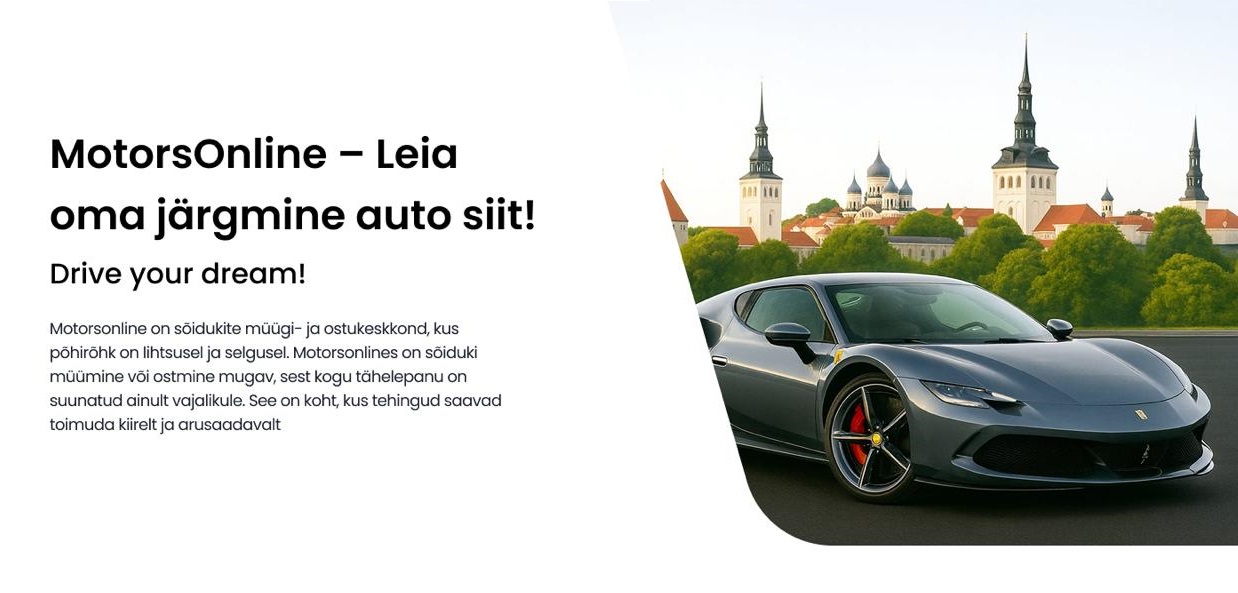 MotorsOnline – Leia
oma järgmine auto siit!
Drive your dream!
Motorsonline on sõidukite müügi- ja ostukeskkond, kus
põhirõhk on lihtsusel ja selgusel. Motorsonlines on sõiduki
müümine või ostmine mugav, sest kogu tähelepanu on
suunatud ainult vajalikule. See on koht, kus tehingud saavad
toimuda kiirelt ja arusaadavalt